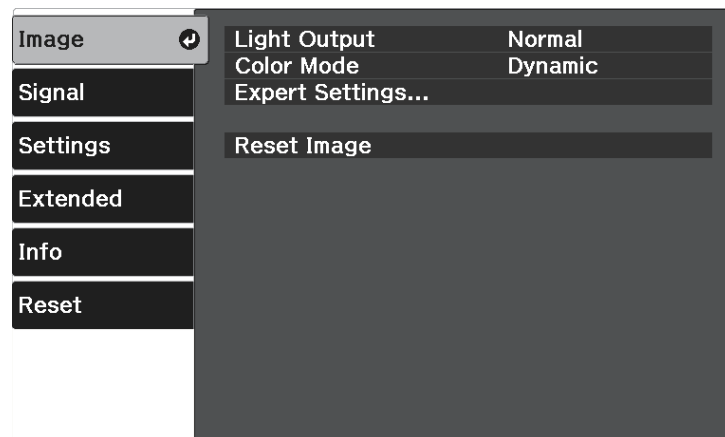 Image
Signal
Settings
Extended
Info
Reset
Light Output Normal
Color Mode Dynamic
Expert Settings...
Reset Image